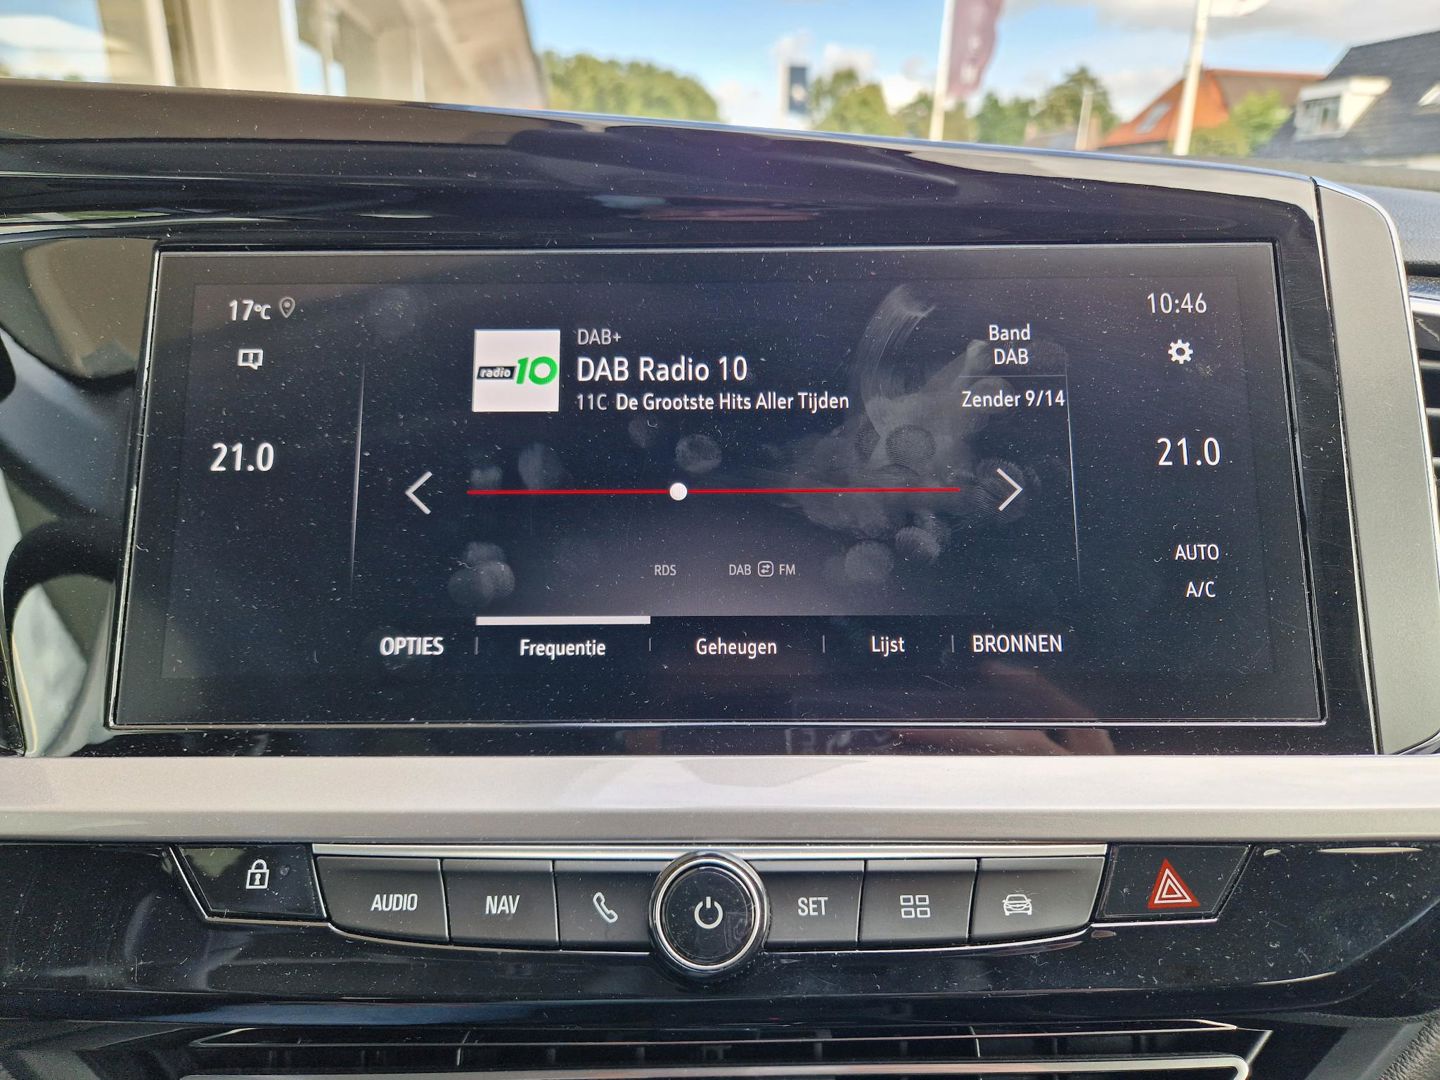 17°C
10:46
radio 10
DAB+
DAB Radio 10
11C De Grootste Hits Aller Tijden
Band
DAB
Zender 9/14
21.0
21.0
RDS
DAB FM
AUTO
A/C
OPTIES
Frequentie
Geheugen
Lijst
BRONNEN
AUDIO
NAV
SET